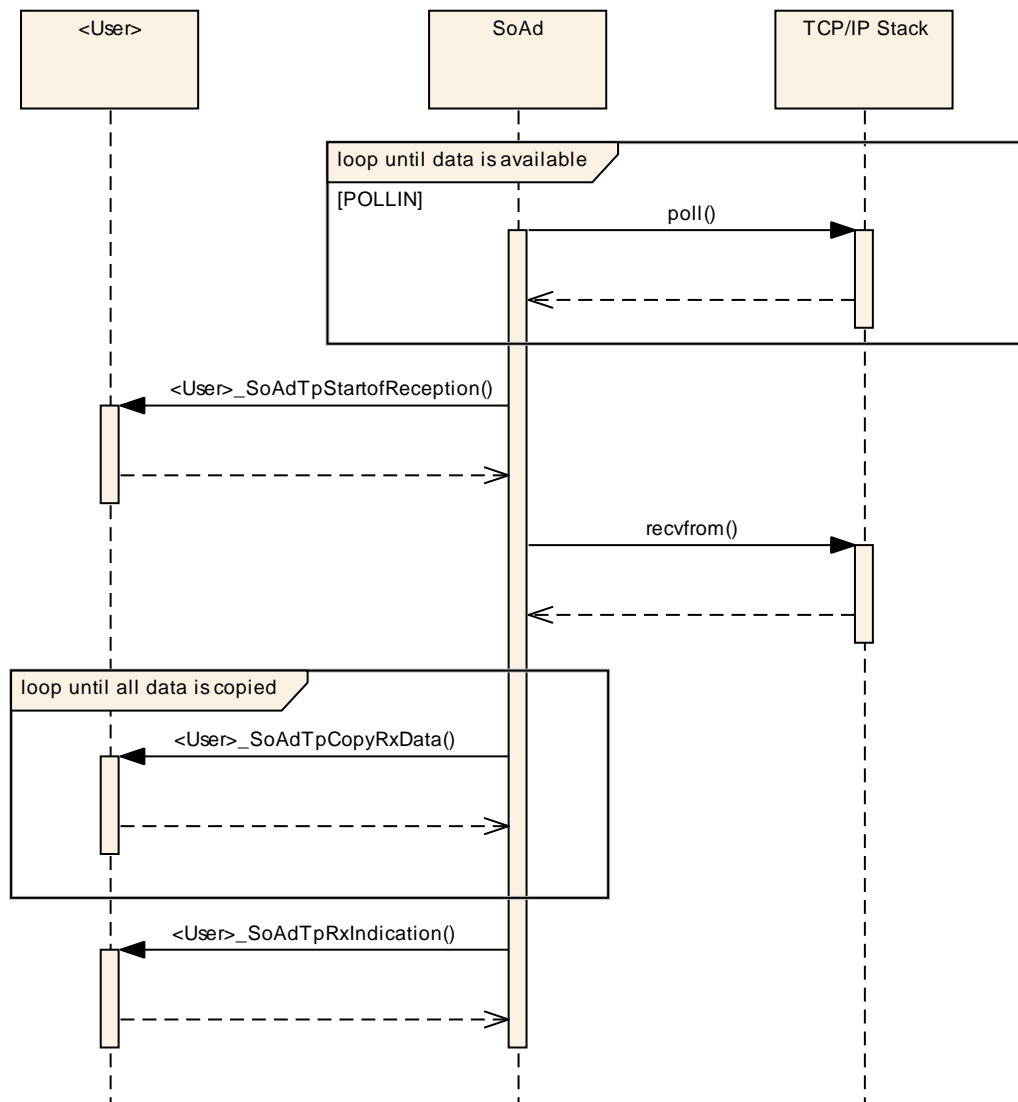 <User>
SoAd
TCP/IP Stack
loop until data is available
[POLLIN]
poll()
<User>_SoAdTpStartofReception()
recvfrom()
loop until all data is copied
<User>_SoAdTpCopyRxData()
<User>_SoAdTpRxIndication()